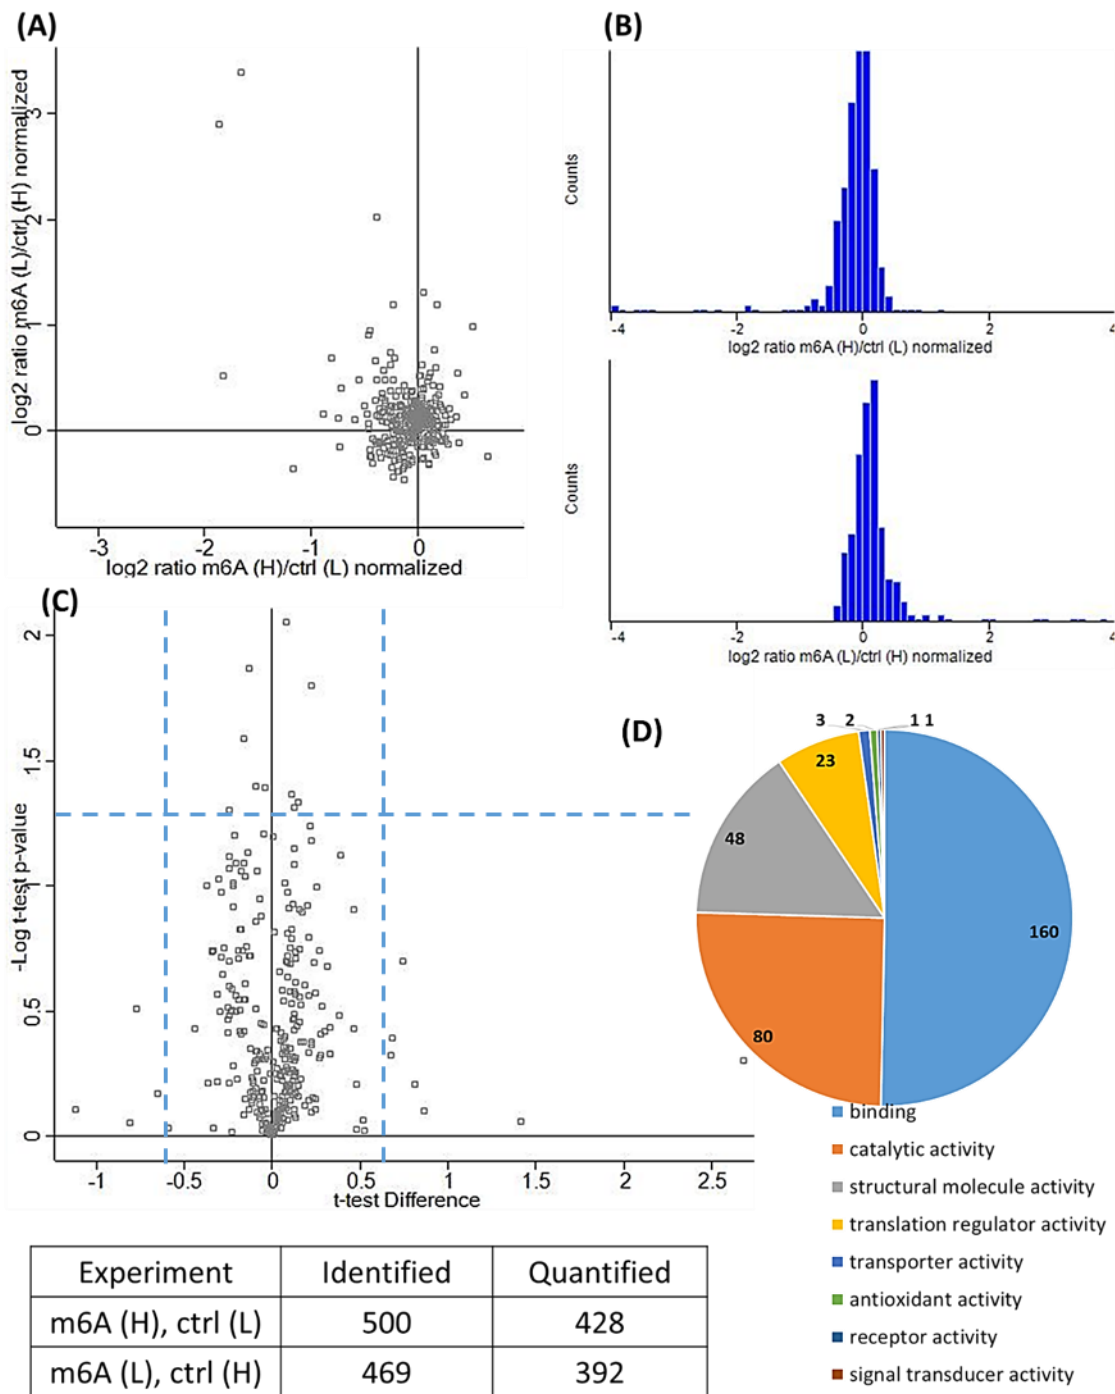 (A)
log2 ratio m6A (L)/ctrl (H) normalized
3
2
1
0
-3 -2 -1 0
log2 ratio m6A (H)/ctrl (L) normalized
(B)
Counts
-4 -2 0 2 4
log2 ratio m6A (H)/ctrl (L) normalized
Counts
-4 -2 0 2 4
log2 ratio m6A (L)/ctrl (H) normalized
(C)
-Log t-test p-value
2
1.5
1
0.5
0
-1 -0.5 0 0.5 1 1.5 2 2.5
t-test Difference
(D)
3 2 1 1
23
48
160
80
binding
catalytic activity
structural molecule activity
translation regulator activity
transporter activity
antioxidant activity
receptor activity
signal transducer activity
Experiment Identified Quantified
m6A (H), ctrl (L) 500 428
m6A (L), ctrl (H) 469 392